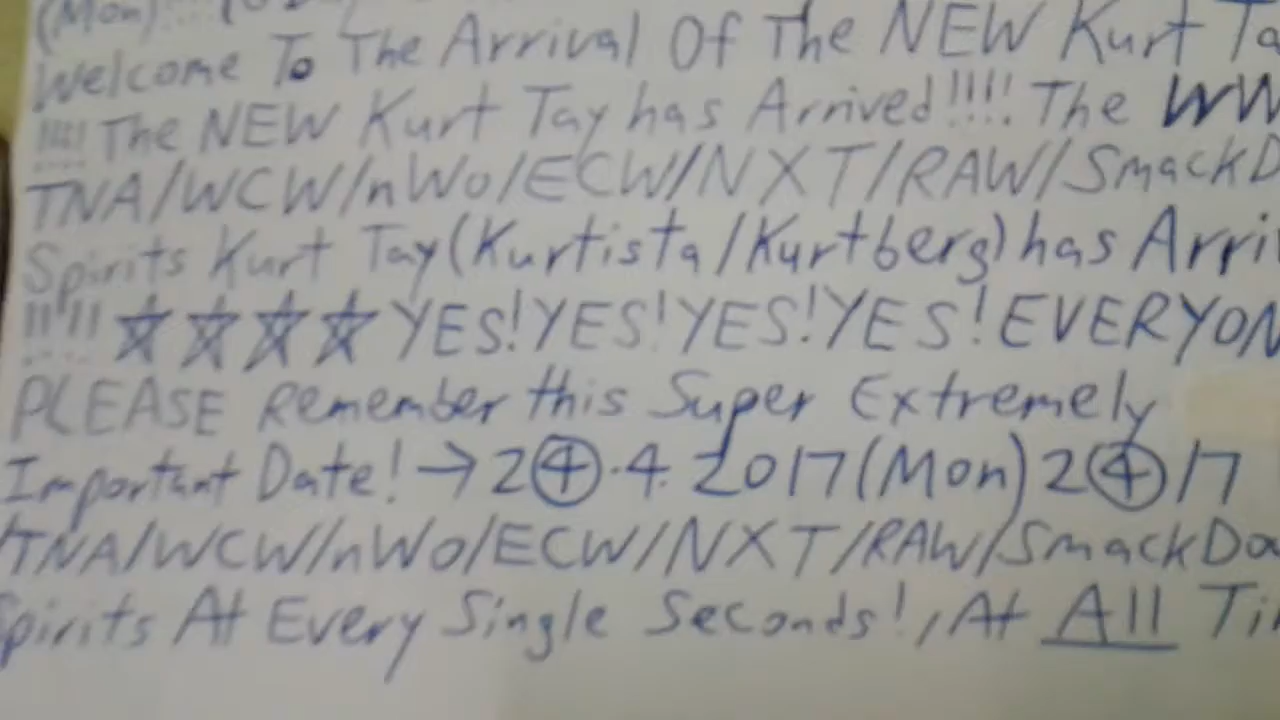 (Mon)
Welcome To The Arrival Of The NEW Kurt Ta
!!!!! The NEW Kurt Tay has Arrived!!!!! The WW
TNA/WCW/nWo/ECW/NXT/RAW/SmackD
Spirits Kurt Tay(Kurtista/Kurtberg) has Arri
!!!!! ☆☆☆☆ YES!YES!YES!YES!EVERYON
PLEASE Remember this Super Extremely
Important Date!→2④.4.2017(Mon)2④/17
/TNA/WCW/nWo/ECW/NXT/RAW/SmackDo
Spirits At Every Single Seconds!,At All Ti